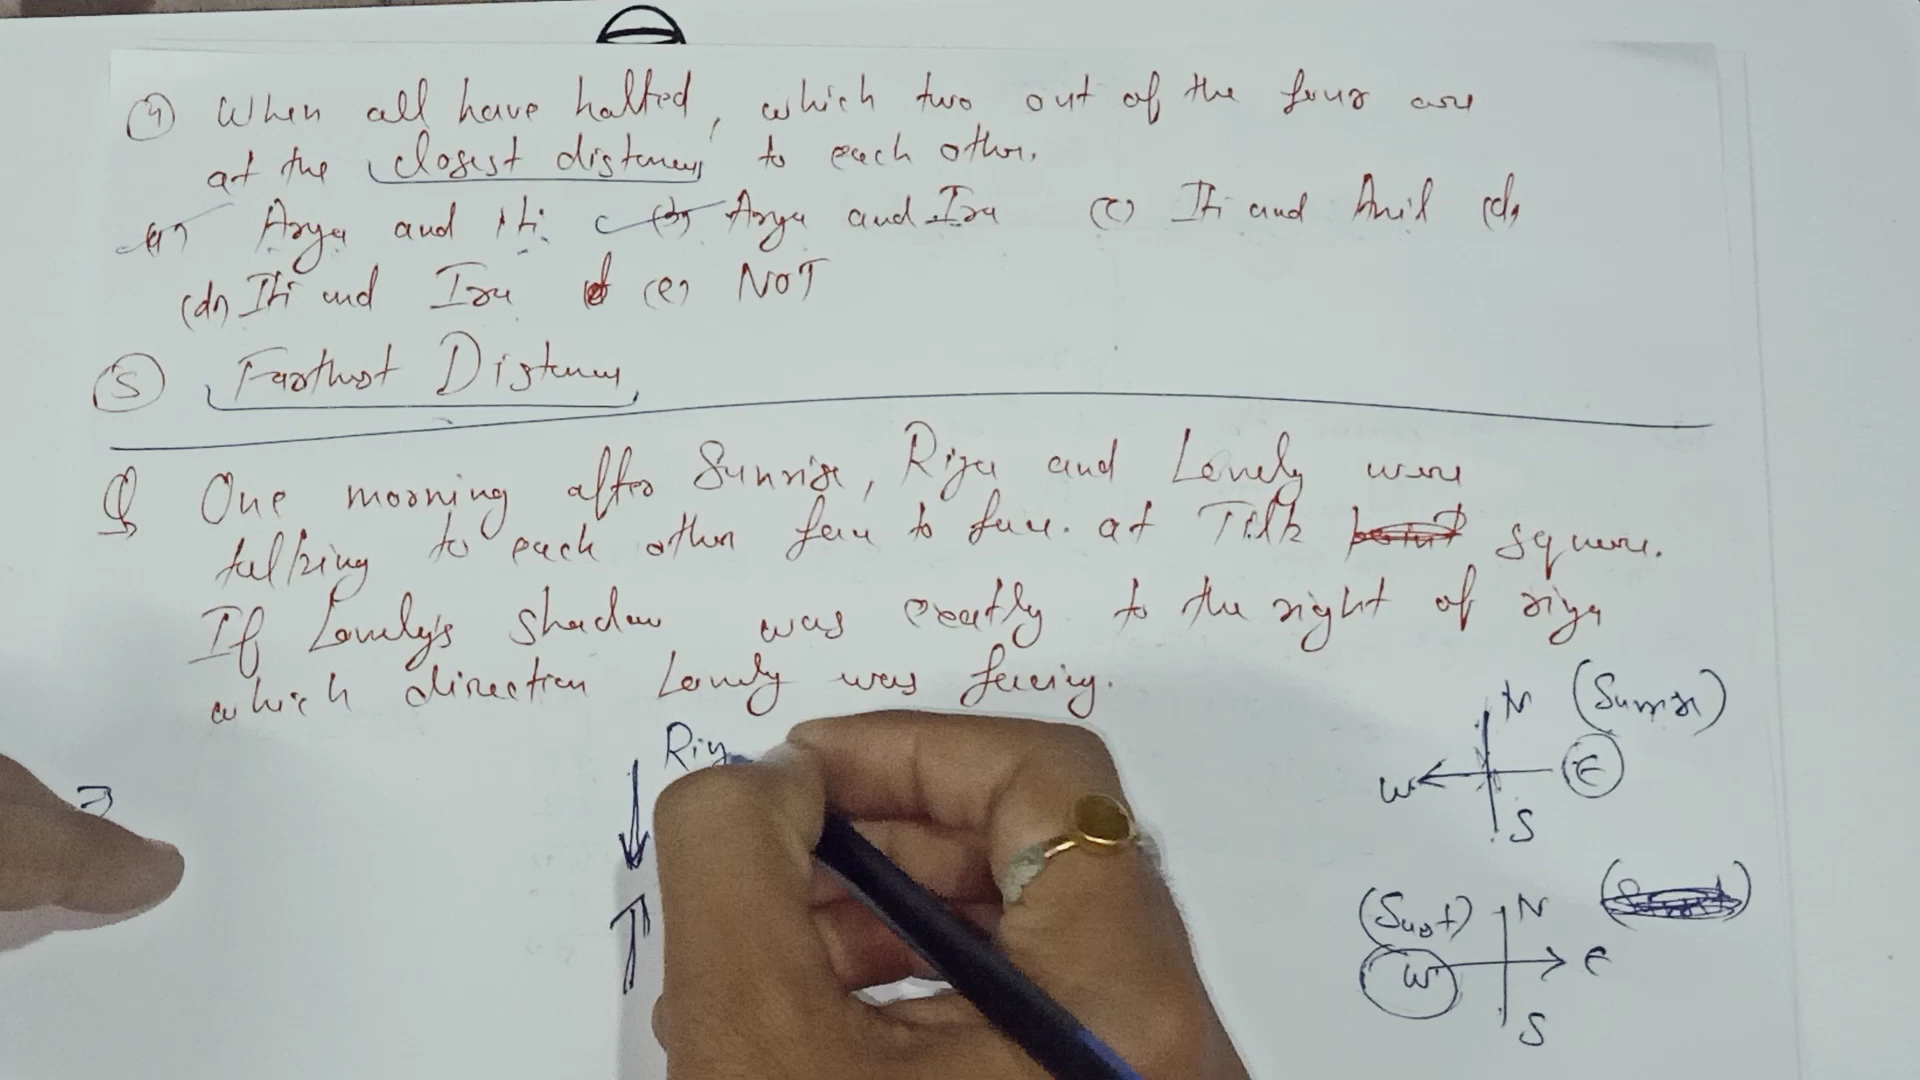 (4) When all have halted, which two out of the four are
at the closest distance to each other.
(a) Arya and Iti (b) Arya and Ira (c) Iti and Anil (d)
(d) Iti and Ira (e) NOT
(5) Farthest Distance
Q One morning after Sunrise, Riya and Lovely were
talking to each other face to face. at Tilk square.
If Lovely's shadow was exactly to the right of riya
which direction Lovely was facing.
Riy
N (Sunrise)
W E
S
(Sunset) N
W E
S